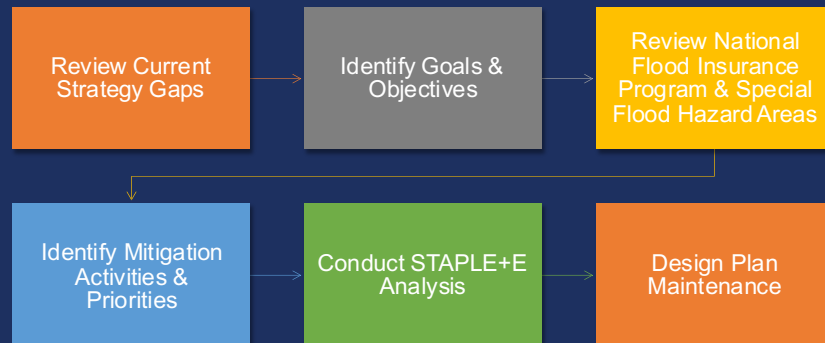 Review Current
Strategy Gaps
Identify Goals &
Objectives
Review National
Flood Insurance
Program & Special
Flood Hazard Areas
Identify Mitigation
Activities &
Priorities
Conduct STAPLE+E
Analysis
Design Plan
Maintenance